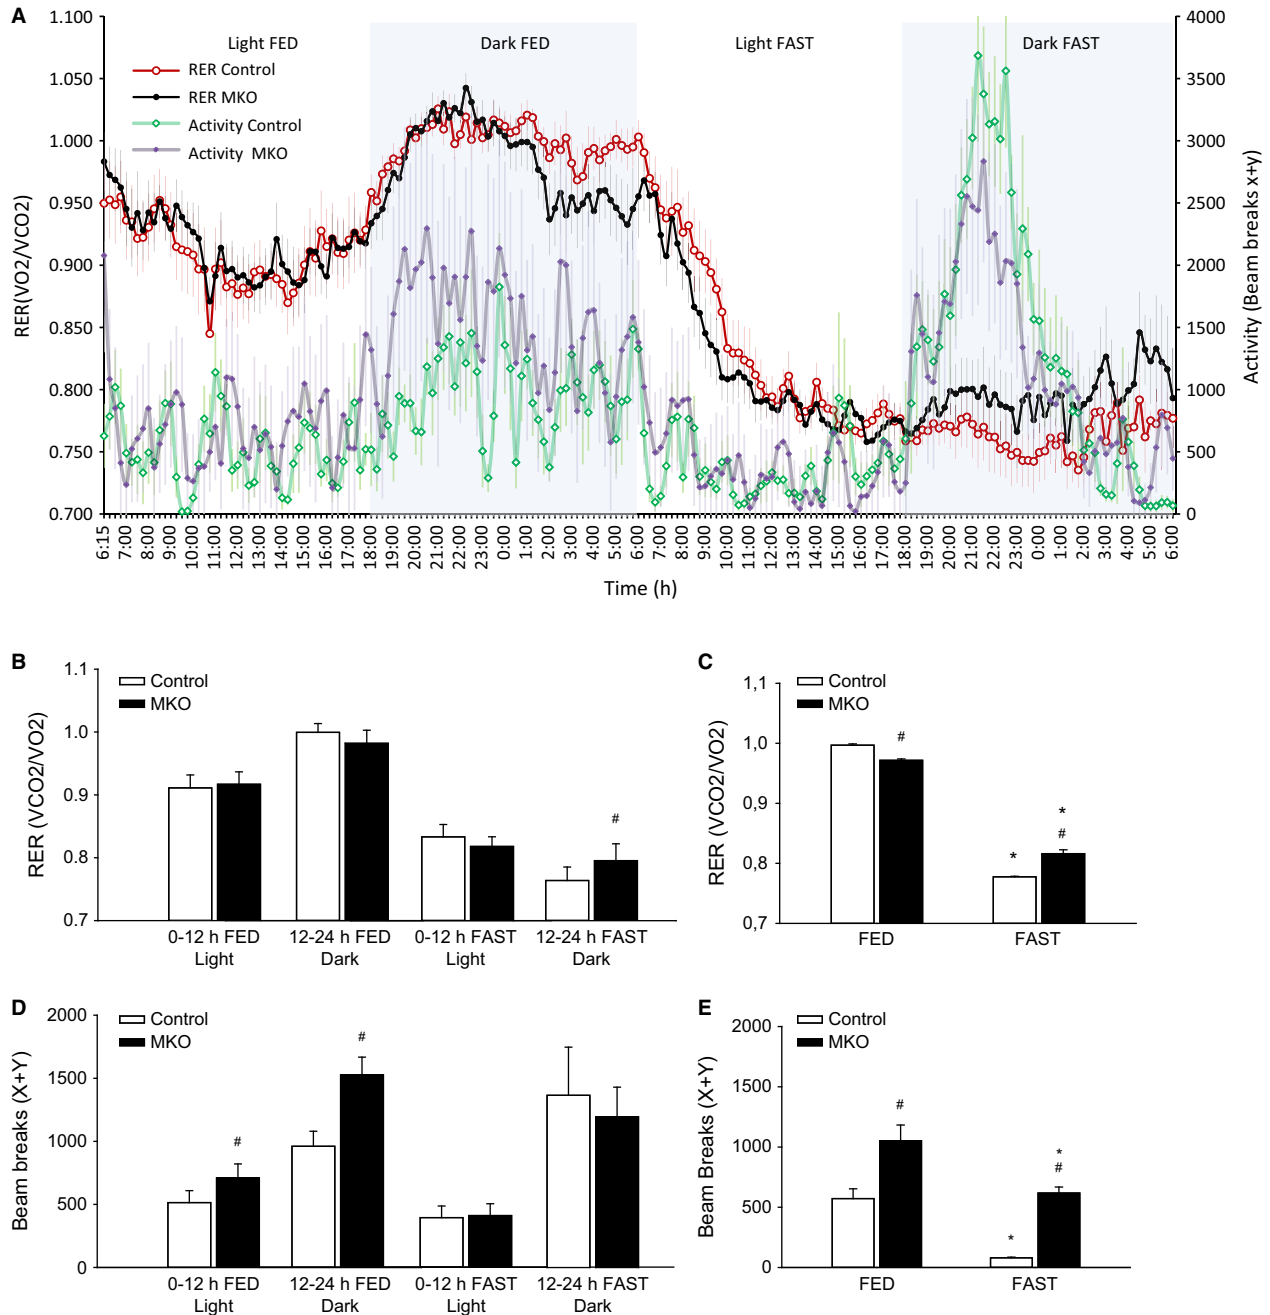 A
Light FED
Dark FED
Light FAST
Dark FAST
RER Control
RER MKO
Activity Control
Activity MKO
RER(VO2/VCO2)
1.100
1.050
1.000
0.950
0.900
0.850
0.800
0.750
0.700
Activity (Beam breaks x+y)
4000
3500
3000
2500
2000
1500
1000
500
0
6:15 7:00 8:00 9:00 10:00 11:00 12:00 13:00 14:00 15:00 16:00 17:00 18:00 19:00 20:00 21:00 22:00 23:00 0:00 1:00 2:00 3:00 4:00 5:00 6:00 7:00 8:00 9:00 10:00 11:00 12:00 13:00 14:00 15:00 16:00 17:00 18:00 19:00 20:00 21:00 22:00 23:00 0:00 1:00 2:00 3:00 4:00 5:00 6:00
Time (h)
B
Control
MKO
RER (VCO2/VO2)
1.1
1.0
0.9
0.8
0.7
#
0-12 h FED 12-24 h FED 0-12 h FAST 12-24 h FAST
Light Dark Light Dark
C
Control
MKO
RER (VCO2/VO2)
1,1
1,0
0,9
0,8
0,7
#
*
*
#
FED FAST
D
Control
MKO
Beam breaks (X+Y)
2000
1500
1000
500
0
#
#
0-12 h FED 12-24 h FED 0-12 h FAST 12-24 h FAST
Light Dark Light Dark
E
Control
MKO
Beam Breaks (X+Y)
2000
1500
1000
500
0
#
*
*
#
FED FAST